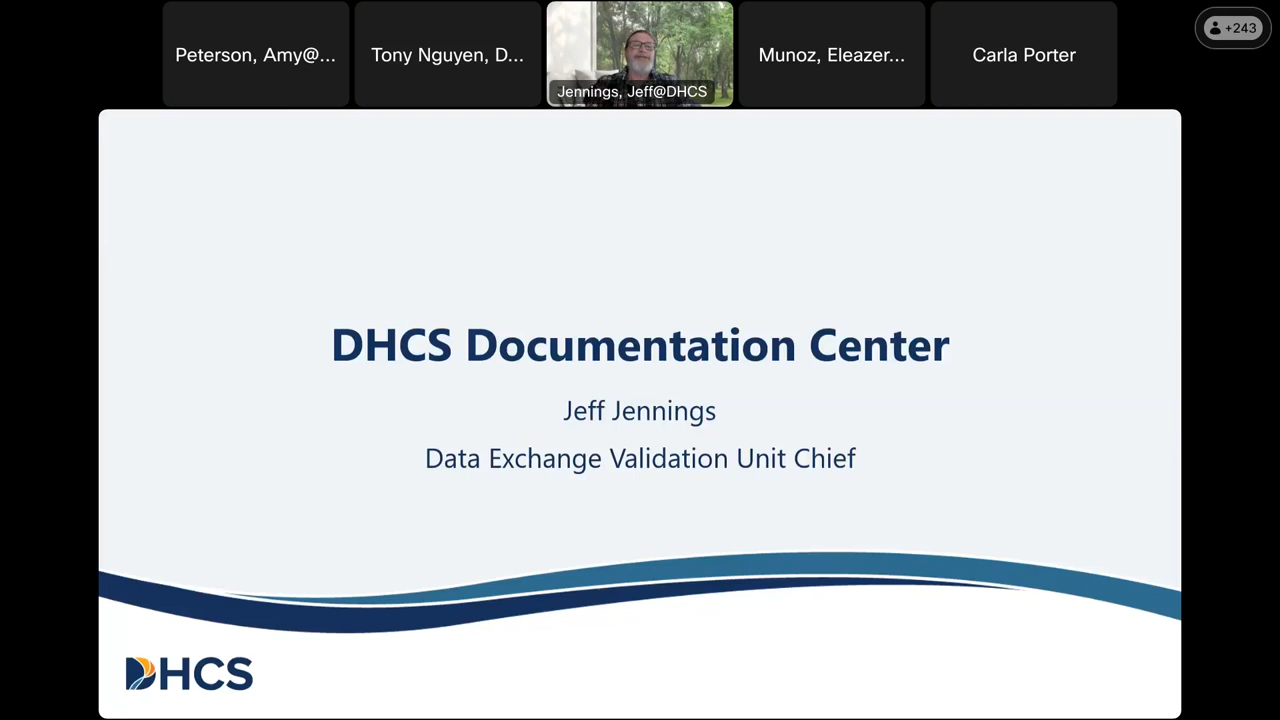 Peterson, Amy@...
Tony Nguyen, D...
Jennings, Jeff@DHCS
Munoz, Eleazer...
Carla Porter
+243
DHCS Documentation Center
Jeff Jennings
Data Exchange Validation Unit Chief
DHCS